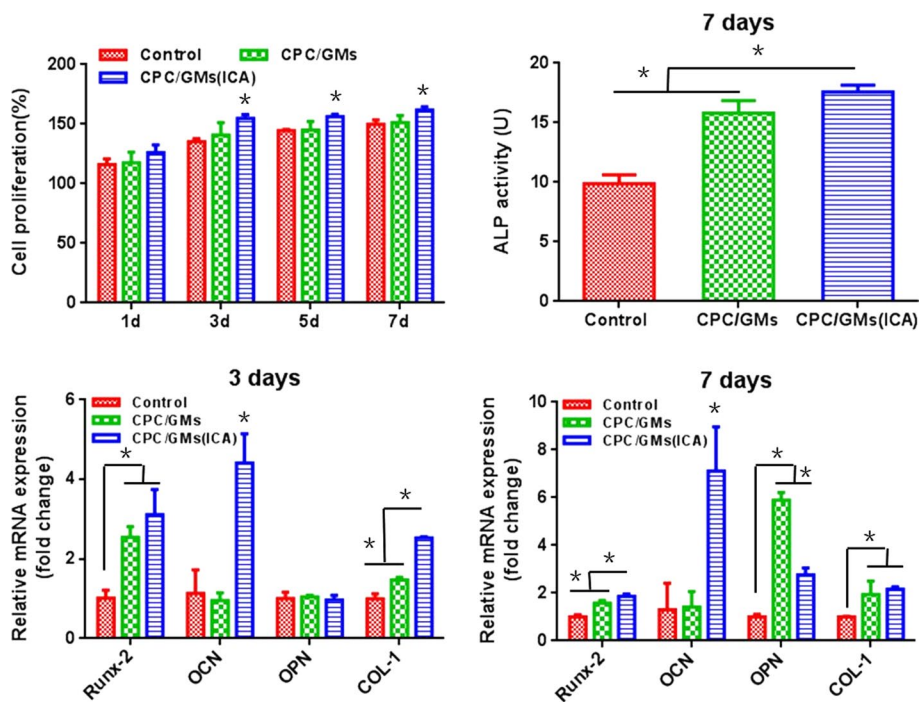 Control
CPC/GMs
CPC/GMs(ICA)
Cell proliferation(%)
200
150
100
50
0
*
*
*
1d
3d
5d
7d
7 days
ALP activity (U)
20
15
10
5
0
*
*
Control
CPC/GMs
CPC/GMs(ICA)
3 days
Relative mRNA expression
(fold change)
6
4
2
0
Control
CPC/GMs
CPC/GMs(ICA)
*
*
*
*
Runx-2
OCN
OPN
COL-1
7 days
Relative mRNA expression
(fold change)
10
8
6
4
2
0
Control
CPC/GMs
CPC/GMs(ICA)
*
*
*
*
*
*
Runx-2
OCN
OPN
COL-1